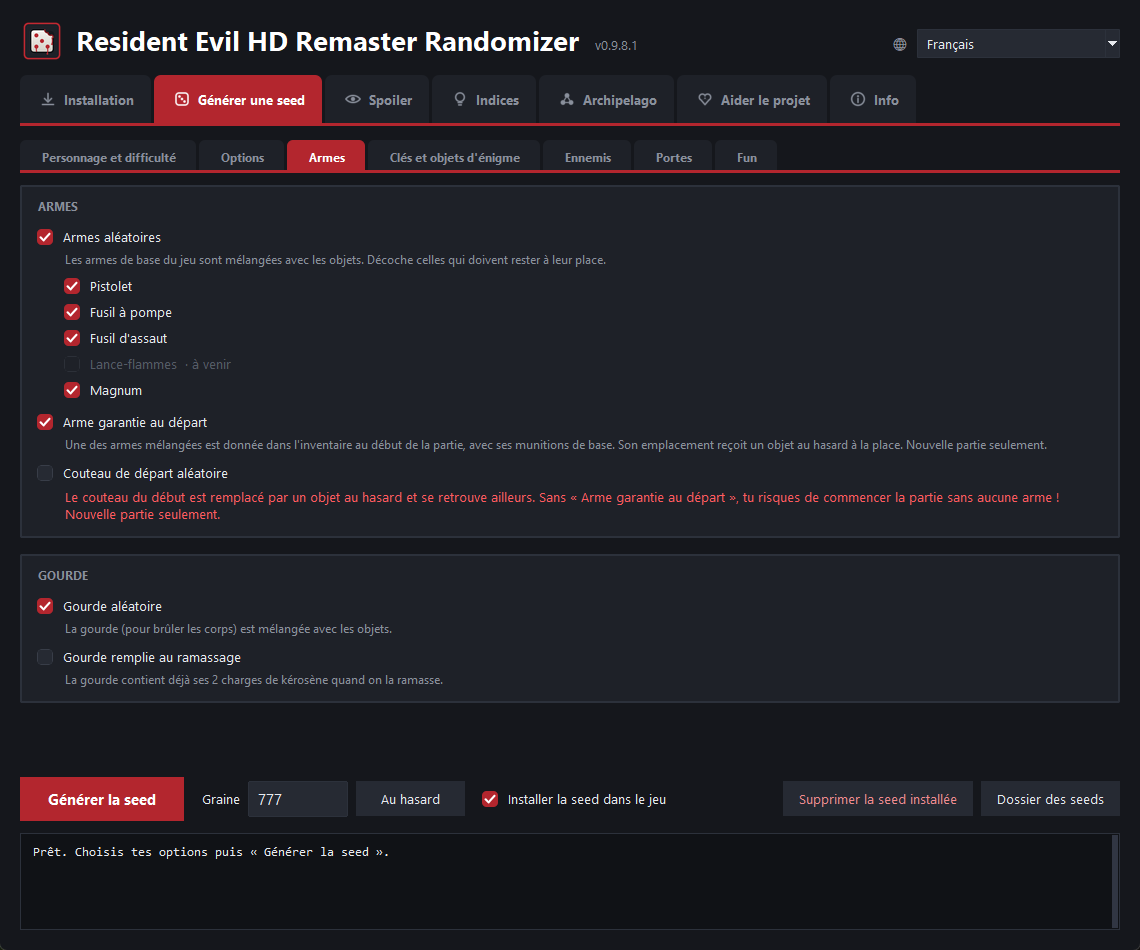 Resident Evil HD Remaster Randomizer v0.9.8.1
Français
Installation
Générer une seed
Spoiler
Indices
Archipelago
Aider le projet
Info
Personnage et difficulté
Options
Armes
Clés et objets d'énigme
Ennemis
Portes
Fun
ARMES
Armes aléatoires
Les armes de base du jeu sont mélangées avec les objets. Décoche celles qui doivent rester à leur place.
Pistolet
Fusil à pompe
Fusil d'assaut
Lance-flammes · à venir
Magnum
Arme garantie au départ
Une des armes mélangées est donnée dans l'inventaire au début de la partie, avec ses munitions de base. Son emplacement reçoit un objet au hasard à la place. Nouvelle partie seulement.
Couteau de départ aléatoire
Le couteau du début est remplacé par un objet au hasard et se retrouve ailleurs. Sans « Arme garantie au départ », tu risques de commencer la partie sans aucune arme !
Nouvelle partie seulement.
GOURDE
Gourde aléatoire
La gourde (pour brûler les corps) est mélangée avec les objets.
Gourde remplie au ramassage
La gourde contient déjà ses 2 charges de kérosène quand on la ramasse.
Générer la seed
Graine
777
Au hasard
Installer la seed dans le jeu
Supprimer la seed installée
Dossier des seeds
Prêt. Choisis tes options puis « Générer la seed ».